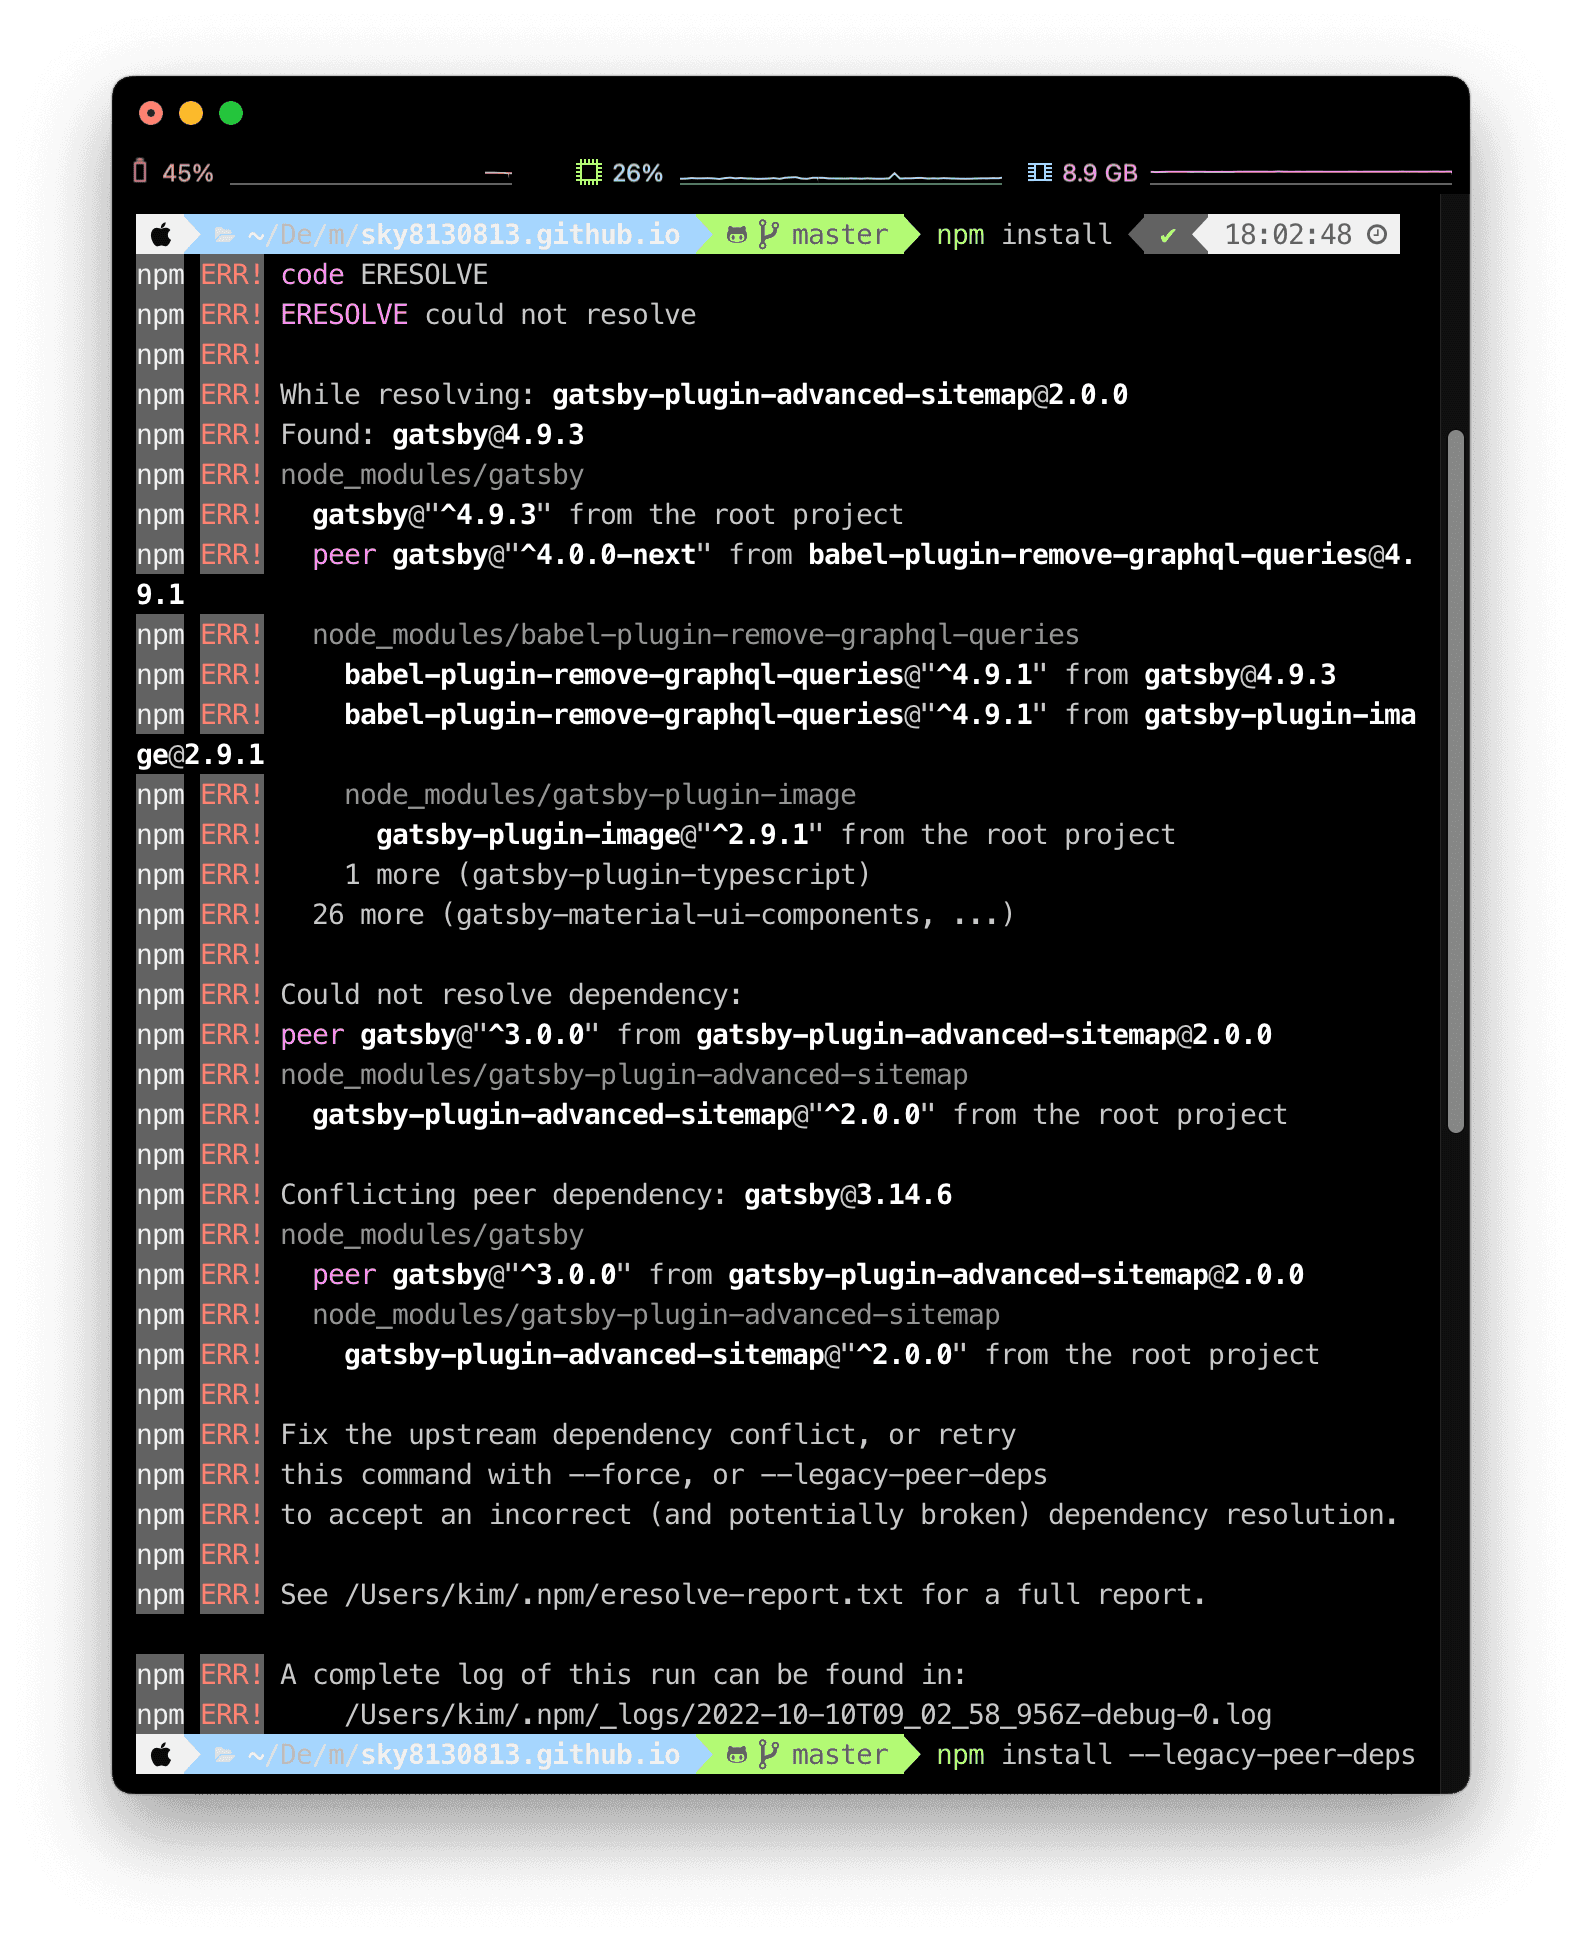 45% 26% 8.9 GB
~/De/m/sky8130813.github.io master npm install ✔ 18:02:48
npm ERR! code ERESOLVE
npm ERR! ERESOLVE could not resolve
npm ERR!
npm ERR! While resolving: gatsby-plugin-advanced-sitemap@2.0.0
npm ERR! Found: gatsby@4.9.3
npm ERR! node_modules/gatsby
npm ERR!   gatsby@"^4.9.3" from the root project
npm ERR!   peer gatsby@"^4.0.0-next" from babel-plugin-remove-graphql-queries@4.
9.1
npm ERR!   node_modules/babel-plugin-remove-graphql-queries
npm ERR!     babel-plugin-remove-graphql-queries@"^4.9.1" from gatsby@4.9.3
npm ERR!     babel-plugin-remove-graphql-queries@"^4.9.1" from gatsby-plugin-ima
ge@2.9.1
npm ERR!     node_modules/gatsby-plugin-image
npm ERR!       gatsby-plugin-image@"^2.9.1" from the root project
npm ERR!     1 more (gatsby-plugin-typescript)
npm ERR!   26 more (gatsby-material-ui-components, ...)
npm ERR!
npm ERR! Could not resolve dependency:
npm ERR! peer gatsby@"^3.0.0" from gatsby-plugin-advanced-sitemap@2.0.0
npm ERR! node_modules/gatsby-plugin-advanced-sitemap
npm ERR!   gatsby-plugin-advanced-sitemap@"^2.0.0" from the root project
npm ERR!
npm ERR! Conflicting peer dependency: gatsby@3.14.6
npm ERR! node_modules/gatsby
npm ERR!   peer gatsby@"^3.0.0" from gatsby-plugin-advanced-sitemap@2.0.0
npm ERR!   node_modules/gatsby-plugin-advanced-sitemap
npm ERR!     gatsby-plugin-advanced-sitemap@"^2.0.0" from the root project
npm ERR!
npm ERR! Fix the upstream dependency conflict, or retry
npm ERR! this command with --force, or --legacy-peer-deps
npm ERR! to accept an incorrect (and potentially broken) dependency resolution.
npm ERR!
npm ERR! See /Users/kim/.npm/eresolve-report.txt for a full report.
npm ERR! A complete log of this run can be found in:
npm ERR!     /Users/kim/.npm/_logs/2022-10-10T09_02_58_956Z-debug-0.log
~/De/m/sky8130813.github.io master npm install --legacy-peer-deps